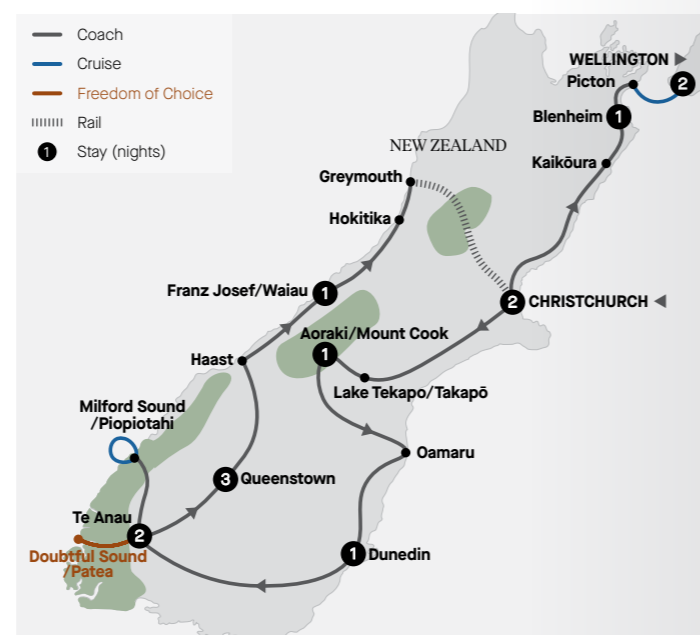 Coach
Cruise
Freedom of Choice
Rail
1 Stay (nights)
WELLINGTON
2
Picton
Blenheim 1
NEW ZEALAND
Kaikōura
Greymouth
Hokitika
Franz Josef/Waiau 1
2 CHRISTCHURCH
Aoraki/Mount Cook
1
Haast
Lake Tekapo/Takapō
Milford Sound
/Piopiotahi
Oamaru
3 Queenstown
Te Anau
2
Doubtful Sound
/Patea
1 Dunedin